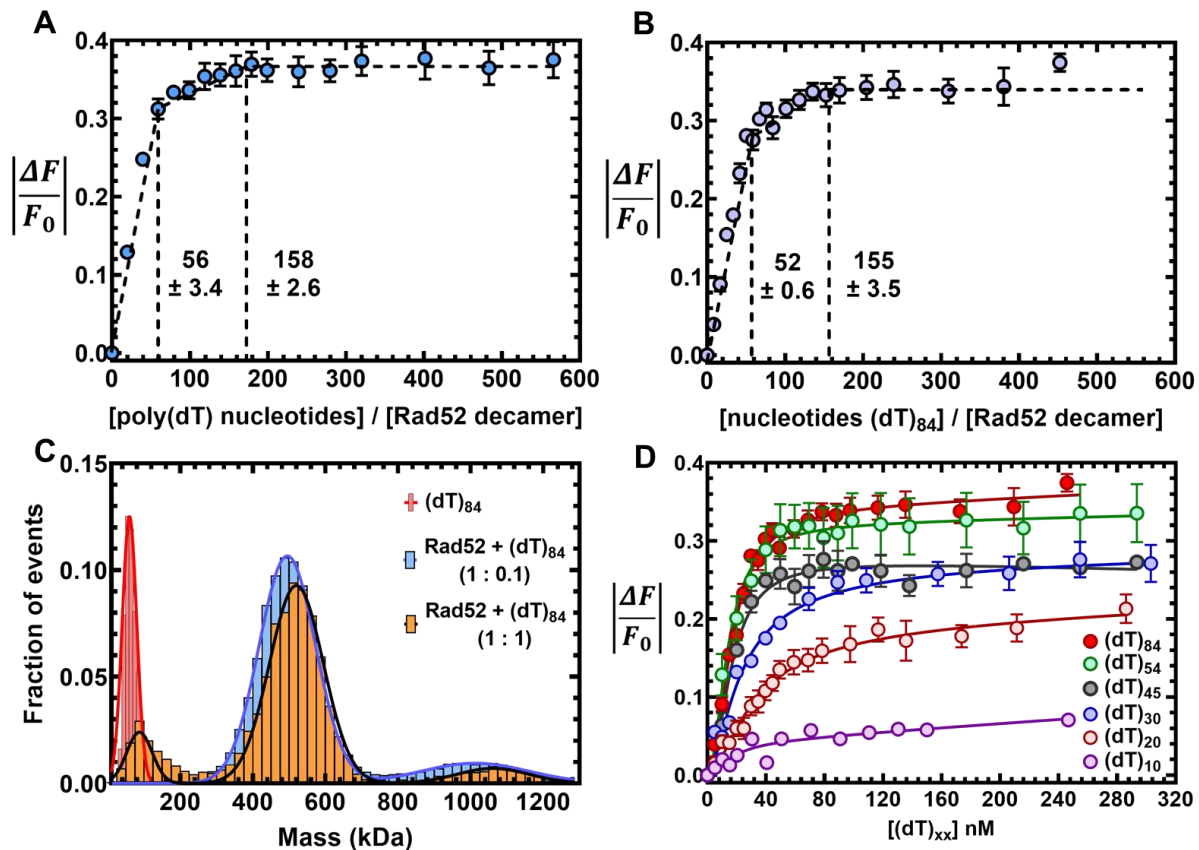 A
0.4
0.3
0.2
0.1
0.0
|ΔF/F₀|
56
± 3.4
158
± 2.6
0 100 200 300 400 500 600
[poly(dT) nucleotides] / [Rad52 decamer]
B
0.4
0.3
0.2
0.1
0.0
|ΔF/F₀|
52
± 0.6
155
± 3.5
0 100 200 300 400 500 600
[nucleotides (dT)₈₄] / [Rad52 decamer]
C
0.15
0.10
0.05
0.00
Fraction of events
(dT)₈₄
Rad52 + (dT)₈₄
(1 : 0.1)
Rad52 + (dT)₈₄
(1 : 1)
200 400 600 800 1000 1200
Mass (kDa)
D
0.4
0.3
0.2
0.1
0.0
|ΔF/F₀|
(dT)₈₄
(dT)₅₄
(dT)₄₅
(dT)₃₀
(dT)₂₀
(dT)₁₀
0 40 80 120 160 200 240 280 320
[(dT)ₓₓ] nM